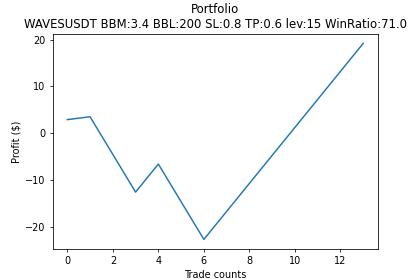 Portfolio
WAVESUSDT BBM:3.4 BBL:200 SL:0.8 TP:0.6 lev:15 WinRatio:71.0
20
10
0
−10
−20
Profit ($)
0 2 4 6 8 10 12
Trade counts